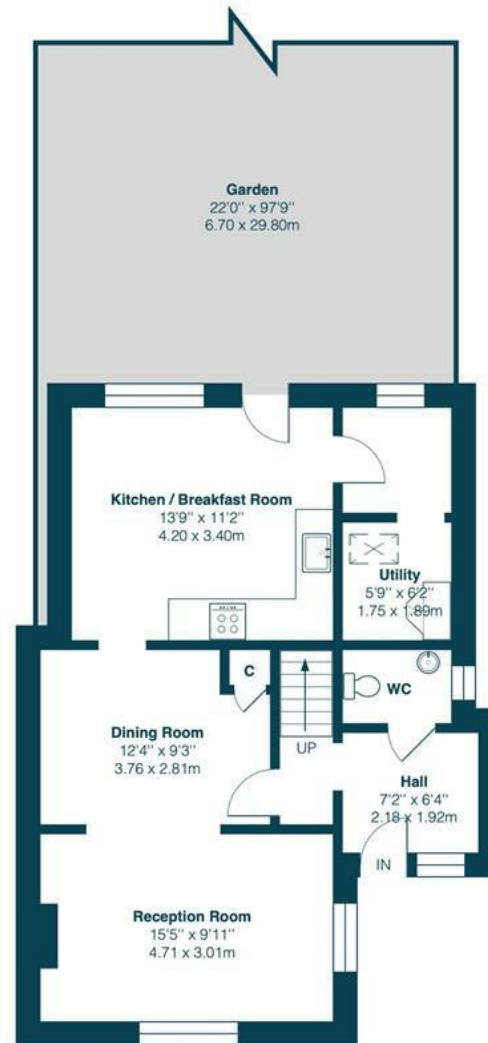 Garden
22'0" x 97'9"
6.70 x 29.80m
Kitchen / Breakfast Room
13'9" x 11'2"
4.20 x 3.40m
Utility
5'9" x 6'2"
1.75 x 1.89m
C
WC
Dining Room
12'4" x 9'3"
3.76 x 2.81m
UP
Hall
7'2" x 6'4"
2.18 x 1.92m
IN
Reception Room
15'5" x 9'11"
4.71 x 3.01m